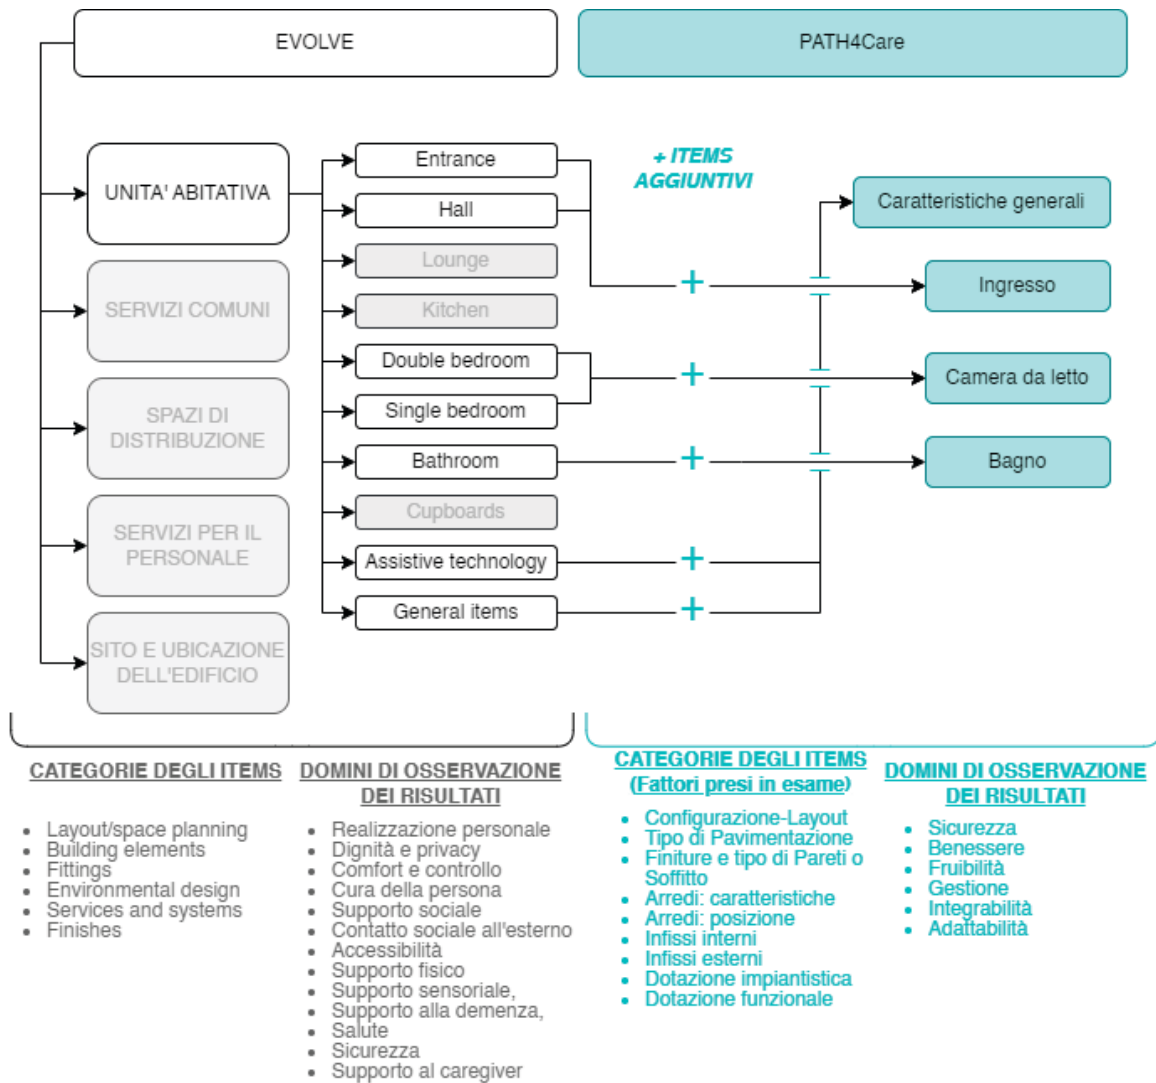 EVOLVE
PATH4Care
UNITA' ABITATIVA
SERVIZI COMUNI
SPAZI DI
DISTRIBUZIONE
SERVIZI PER IL
PERSONALE
SITO E UBICAZIONE
DELL'EDIFICIO
Entrance
Hall
Lounge
Kitchen
Double bedroom
Single bedroom
Bathroom
Cupboards
Assistive technology
General items
+ ITEMS
AGGIUNTIVI
+
+
+
+
+
Caratteristiche generali
Ingresso
Camera da letto
Bagno
CATEGORIE DEGLI ITEMS
• Layout/space planning
• Building elements
• Fittings
• Environmental design
• Services and systems
• Finishes
DOMINI DI OSSERVAZIONE
DEI RISULTATI
• Realizzazione personale
• Dignità e privacy
• Comfort e controllo
• Cura della persona
• Supporto sociale
• Contatto sociale all'esterno
• Accessibilità
• Supporto fisico
• Supporto sensoriale,
• Supporto alla demenza,
• Salute
• Sicurezza
• Supporto al caregiver
CATEGORIE DEGLI ITEMS
(Fattori presi in esame)
• Configurazione-Layout
• Tipo di Pavimentazione
• Finiture e tipo di Pareti o
Soffitto
• Arredi: caratteristiche
• Arredi: posizione
• Infissi interni
• Infissi esterni
• Dotazione impiantistica
• Dotazione funzionale
DOMINI DI OSSERVAZIONE
DEI RISULTATI
• Sicurezza
• Benessere
• Fruibilità
• Gestione
• Integrabilità
• Adattabilità